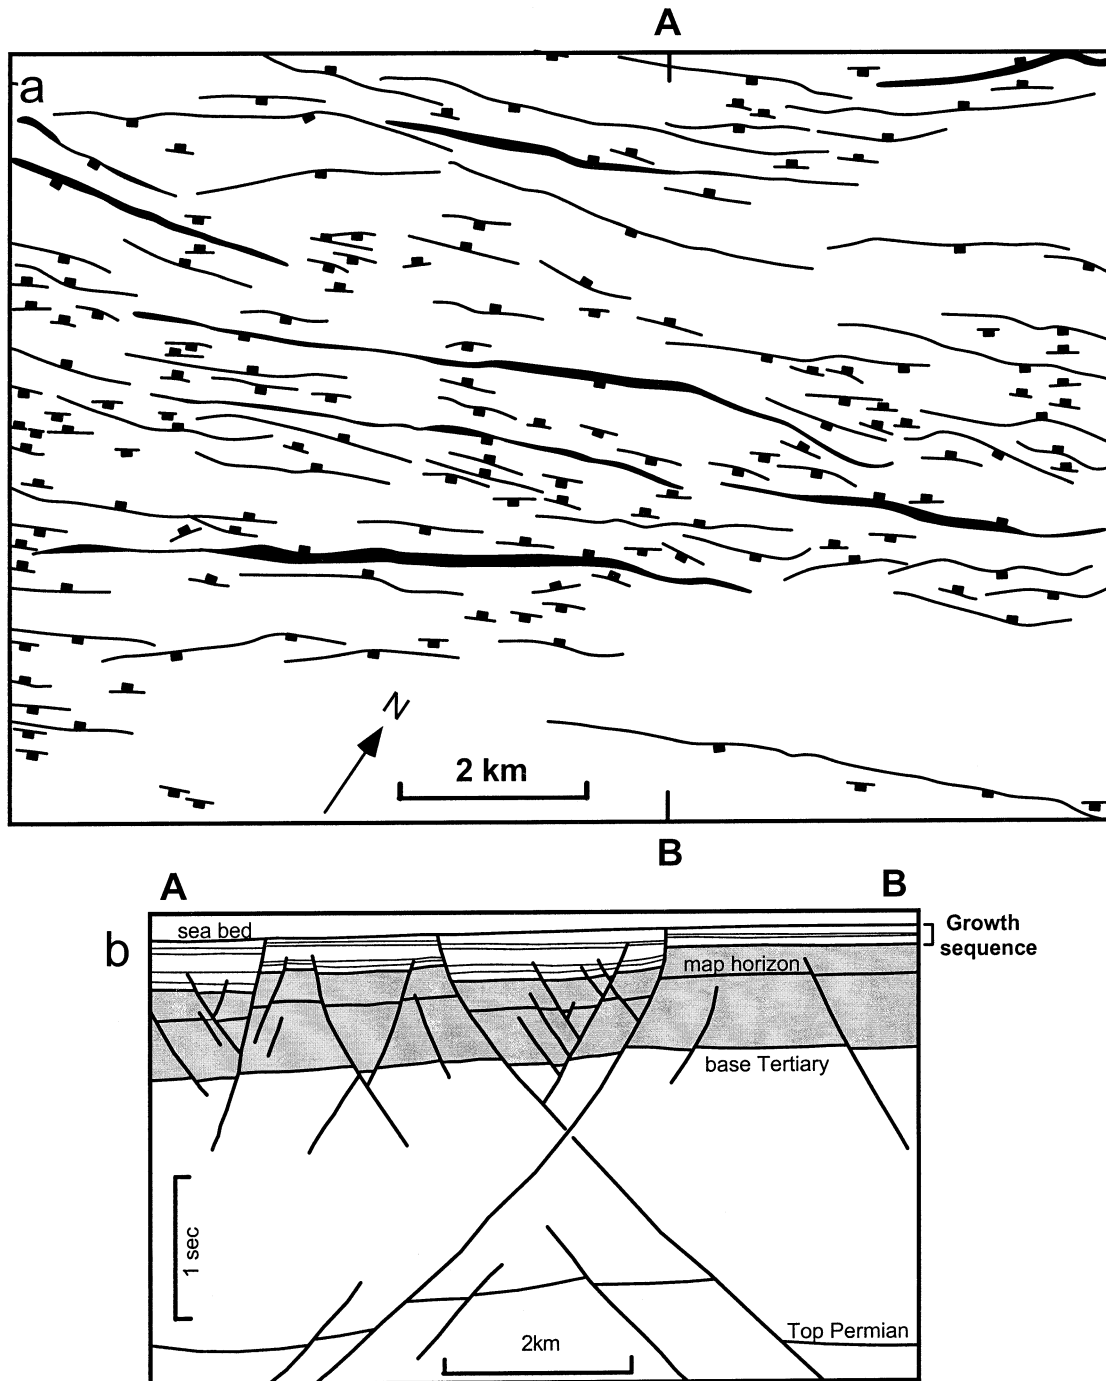 A
a
N
2 km
B
A
B
b
sea bed
Growth
sequence
map horizon
base Tertiary
1 sec
2km
Top Permian